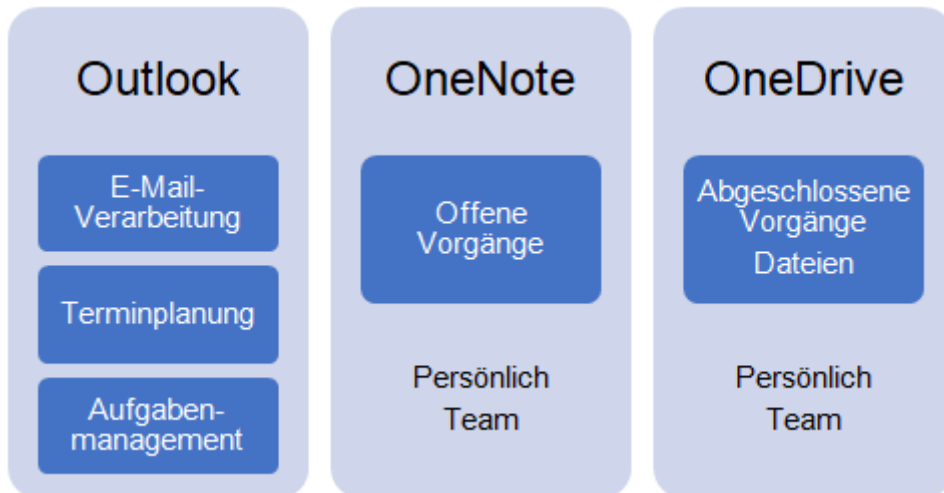 Outlook
E-Mail-
Verarbeitung
Terminplanung
Aufgaben-
management
OneNote
Offene
Vorgänge
Persönlich
Team
OneDrive
Abgeschlossene
Vorgänge
Dateien
Persönlich
Team